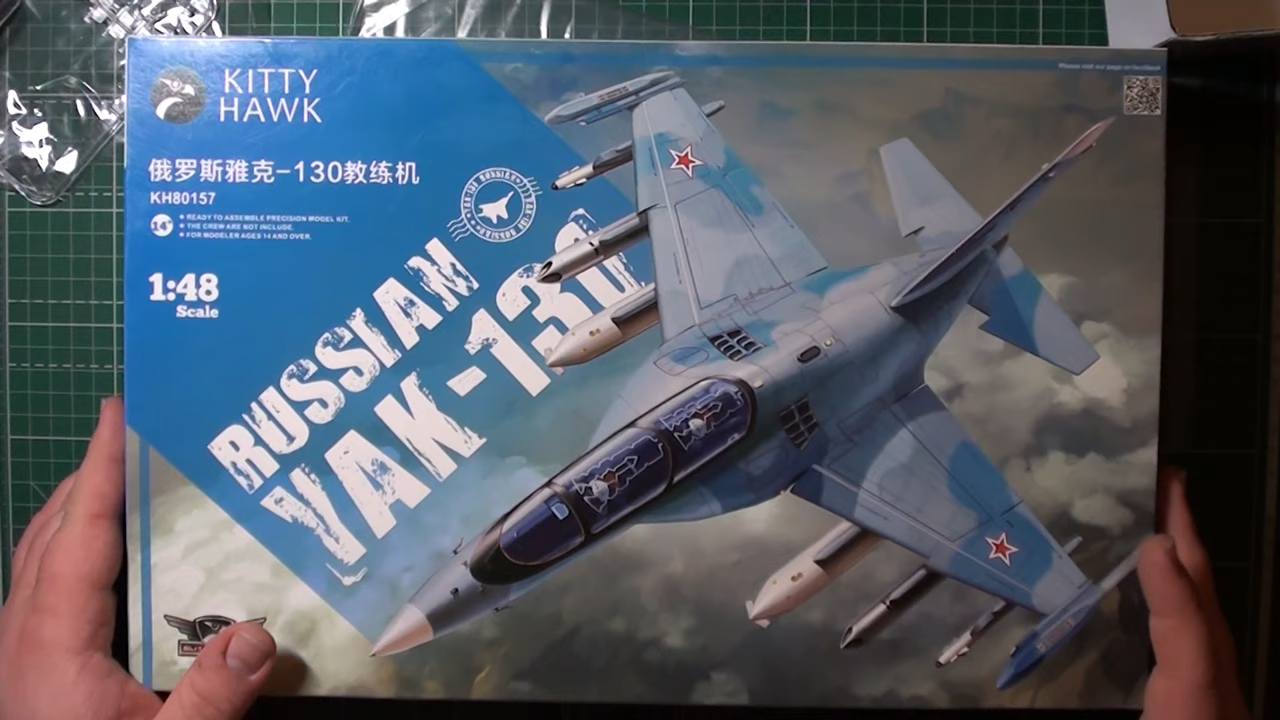 KITTY
HAWK
俄罗斯雅克-130教练机
KH80157
14+
READY TO ASSEMBLE PRECISION MODEL KIT.
THE CREW ARE NOT INCLUDE.
FOR MODELER AGES 14 AND OVER.
1:48
Scale
RUSSIAN
YAK-130